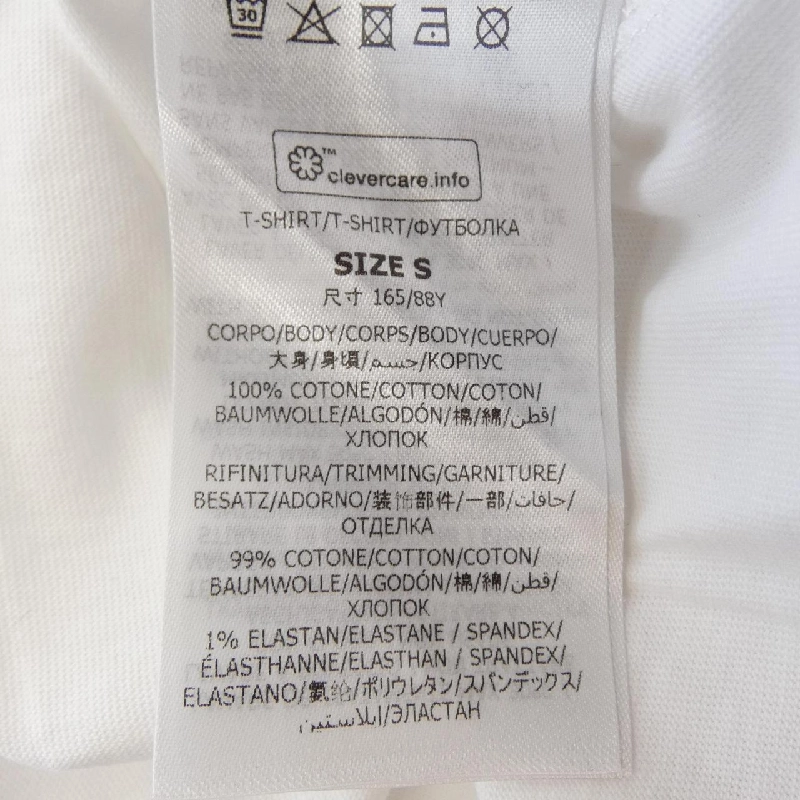 30
™
clevercare.info
T-SHIRT/T-SHIRT/ФУТБОЛКА
SIZE S
尺寸 165/88Y
CORPO/BODY/CORPS/BODY/CUERPO/
大身/身頃/جسم/КОРПУС
100% COTONE/COTTON/COTON/
BAUMWOLLE/ALGODÓN/棉/綿/قطن/
ХЛОПОК
RIFINITURA/TRIMMING/GARNITURE/
BESATZ/ADORNO/装饰部件/一部/حافات/
ОТДЕЛКА
99% COTONE/COTTON/COTON/
BAUMWOLLE/ALGODÓN/棉/綿/قطن/
ХЛОПОК
1% ELASTAN/ELASTANE / SPANDEX/
ÉLASTHANNE/ELASTHAN / SPANDEX/
ELASTANO/氨纶/ポリウレタン/スパンデックス/
ايلاستين/ЭЛАСТАН